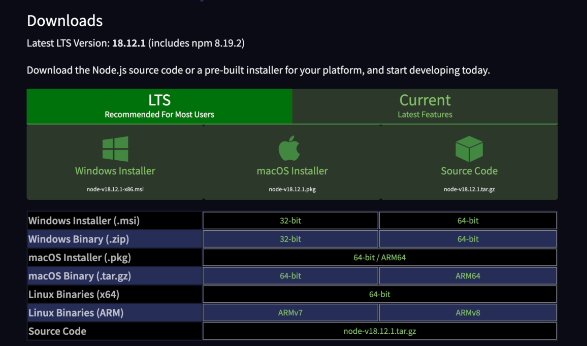 Downloads
Latest LTS Version: 18.12.1 (includes npm 8.19.2)
Download the Node.js source code or a pre-built installer for your platform, and start developing today.
LTS
Recommended For Most Users
Current
Latest Features
Windows Installer
node-v18.12.1-x86.msi
macOS Installer
node-v18.12.1.pkg
Source Code
node-v18.12.1.tar.gz
Windows Installer (.msi) 32-bit 64-bit
Windows Binary (.zip) 32-bit 64-bit
macOS Installer (.pkg) 64-bit / ARM64
macOS Binary (.tar.gz) 64-bit ARM64
Linux Binaries (x64) 64-bit
Linux Binaries (ARM) ARMv7 ARMv8
Source Code node-v18.12.1.tar.gz